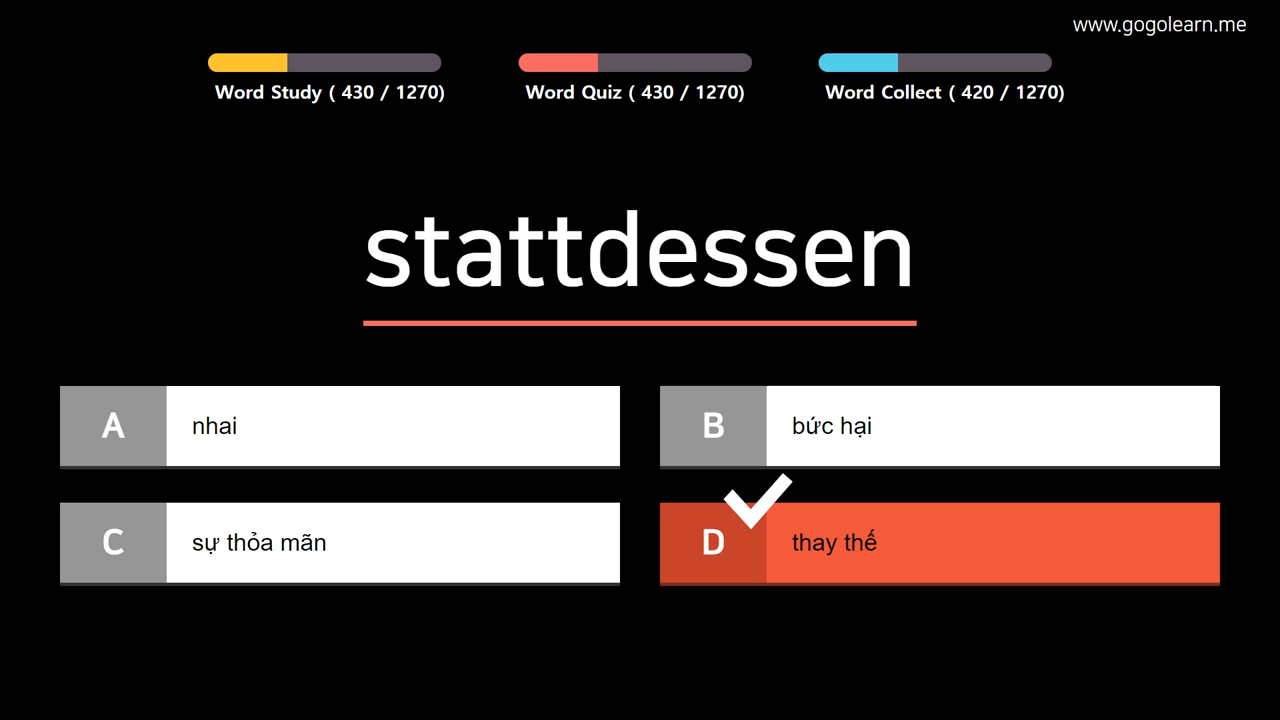 www.gogolearn.me
Word Study ( 430 / 1270)
Word Quiz ( 430 / 1270)
Word Collect ( 420 / 1270)
stattdessen
A
nhai
B
bức hại
C
sự thỏa mãn
D
thay thế